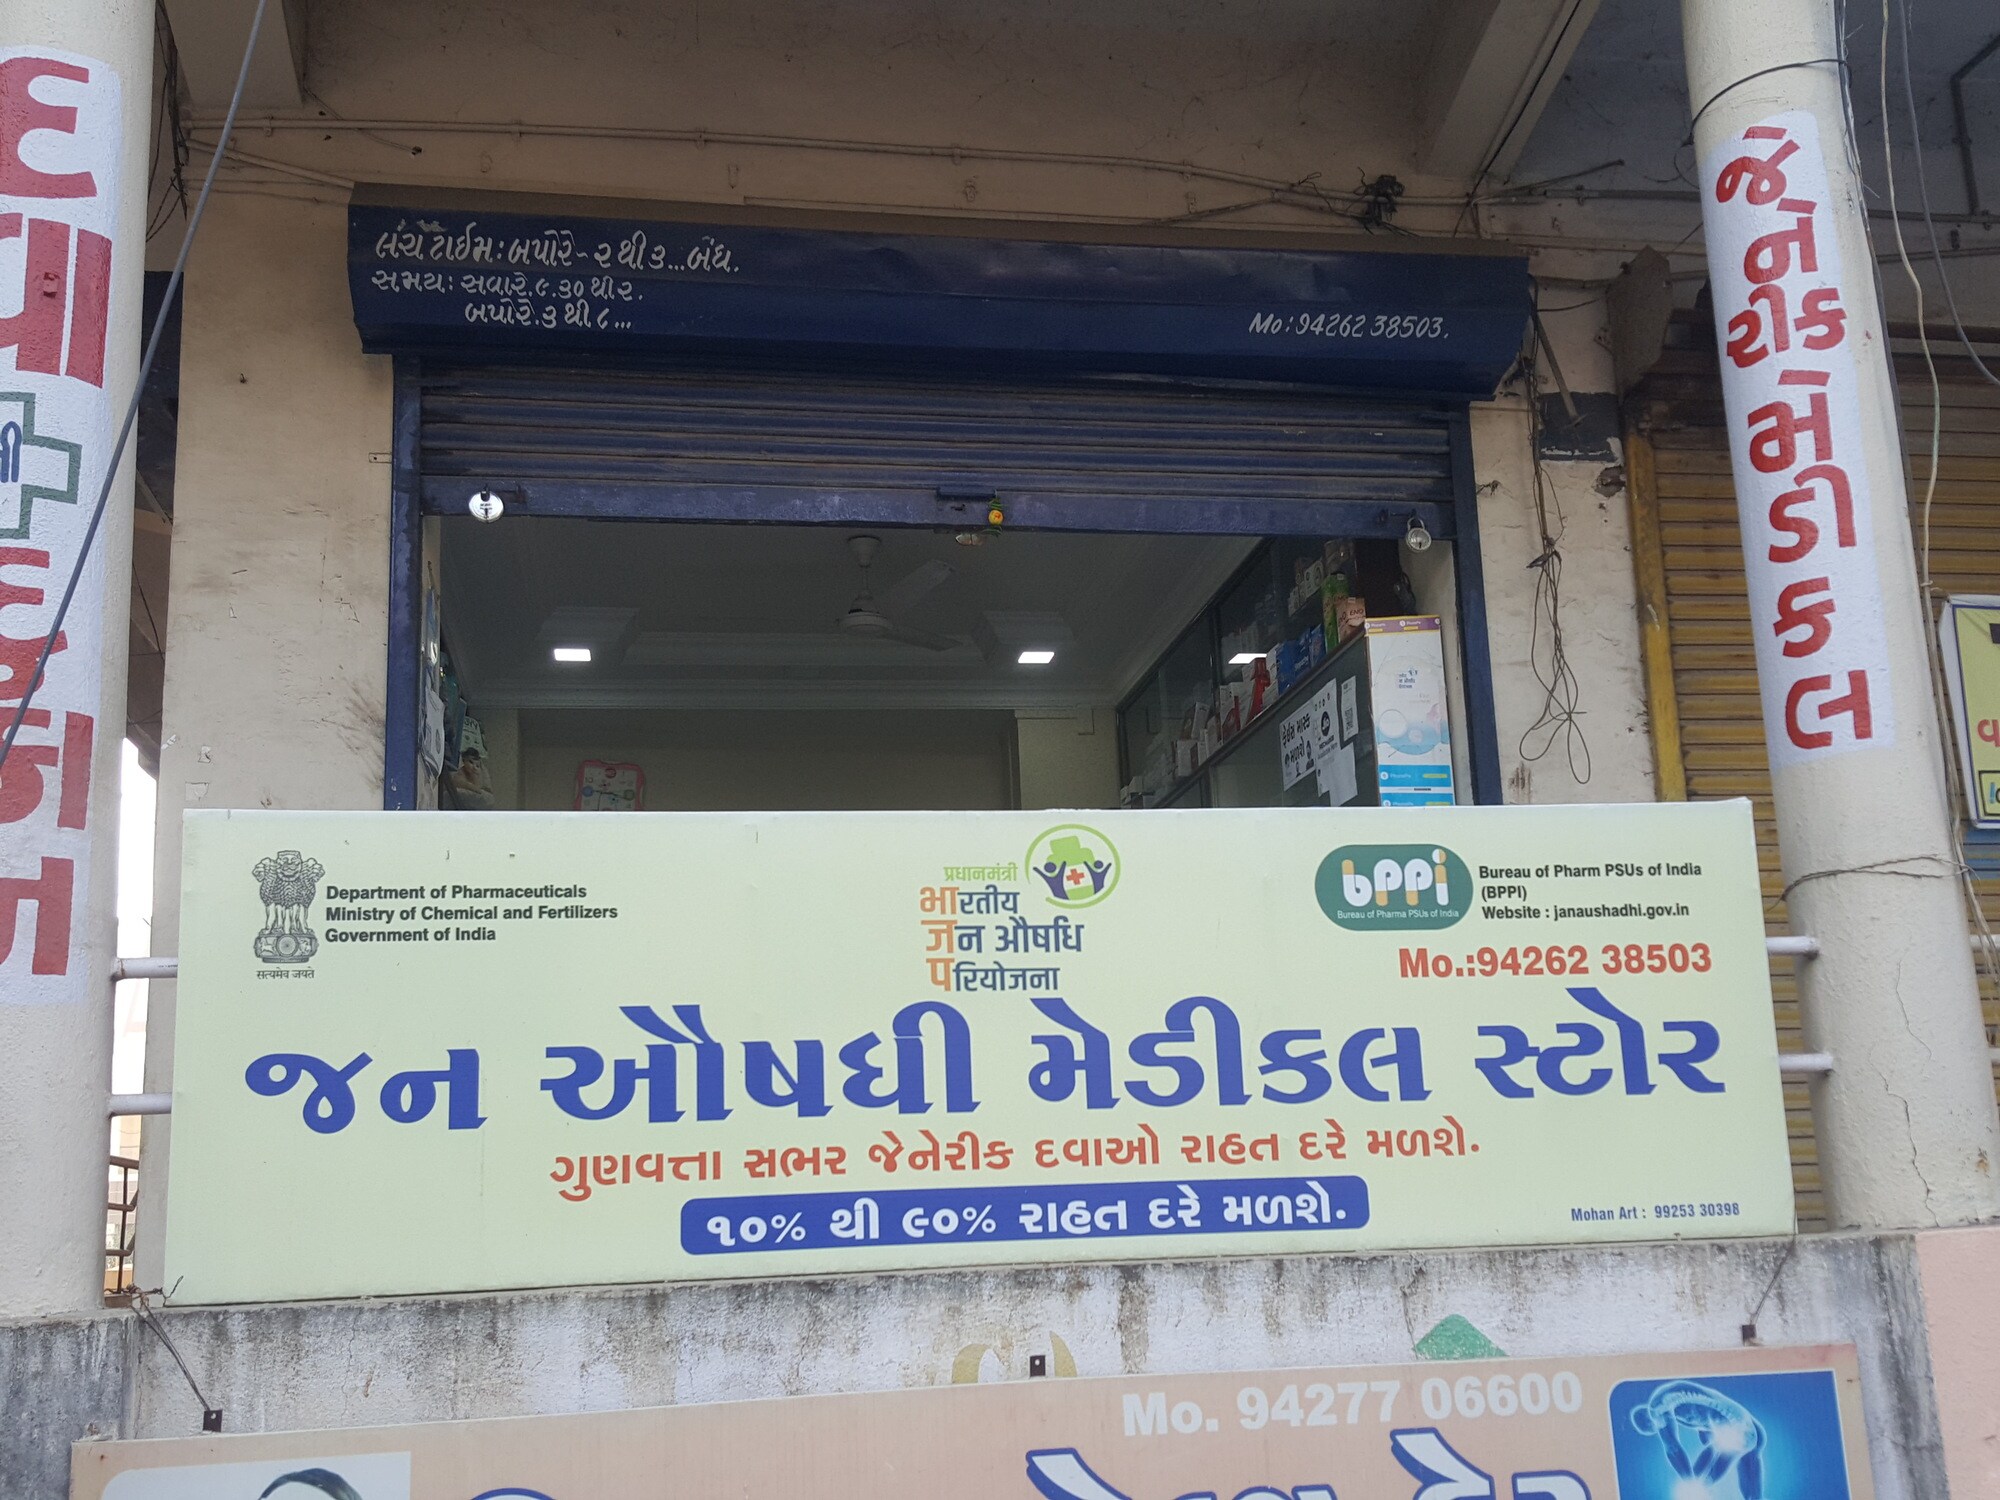 લંચ ટાઈમ: બપોરે - ૨ થી ૩...બંધ.
સમય: સવારે.૯.૩૦ થી ૨.
બપોરે.૩ થી ૮...
Mo:94262 38503.
દવા
જેનેરીક મેડીકલ
ફેઈસ માસ્ક
મળશે
ENO
Department of Pharmaceuticals
Ministry of Chemical and Fertilizers
Government of India
सत्यमेव जयते
प्रधानमंत्री
भारतीय
जन औषधि
परियोजना
bppi
Bureau of Pharma PSUs of India
Bureau of Pharm PSUs of India
(BPPI)
Website : janaushadhi.gov.in
Mo.:94262 38503
જન ઔષધી મેડીકલ સ્ટોર
ગુણવત્તા સભર જેનેરીક દવાઓ રાહત દરે મળશે.
૧૦% થી ૯૦% રાહત દરે મળશે.
Mohan Art : 99253 30398
Mo. 94277 06600